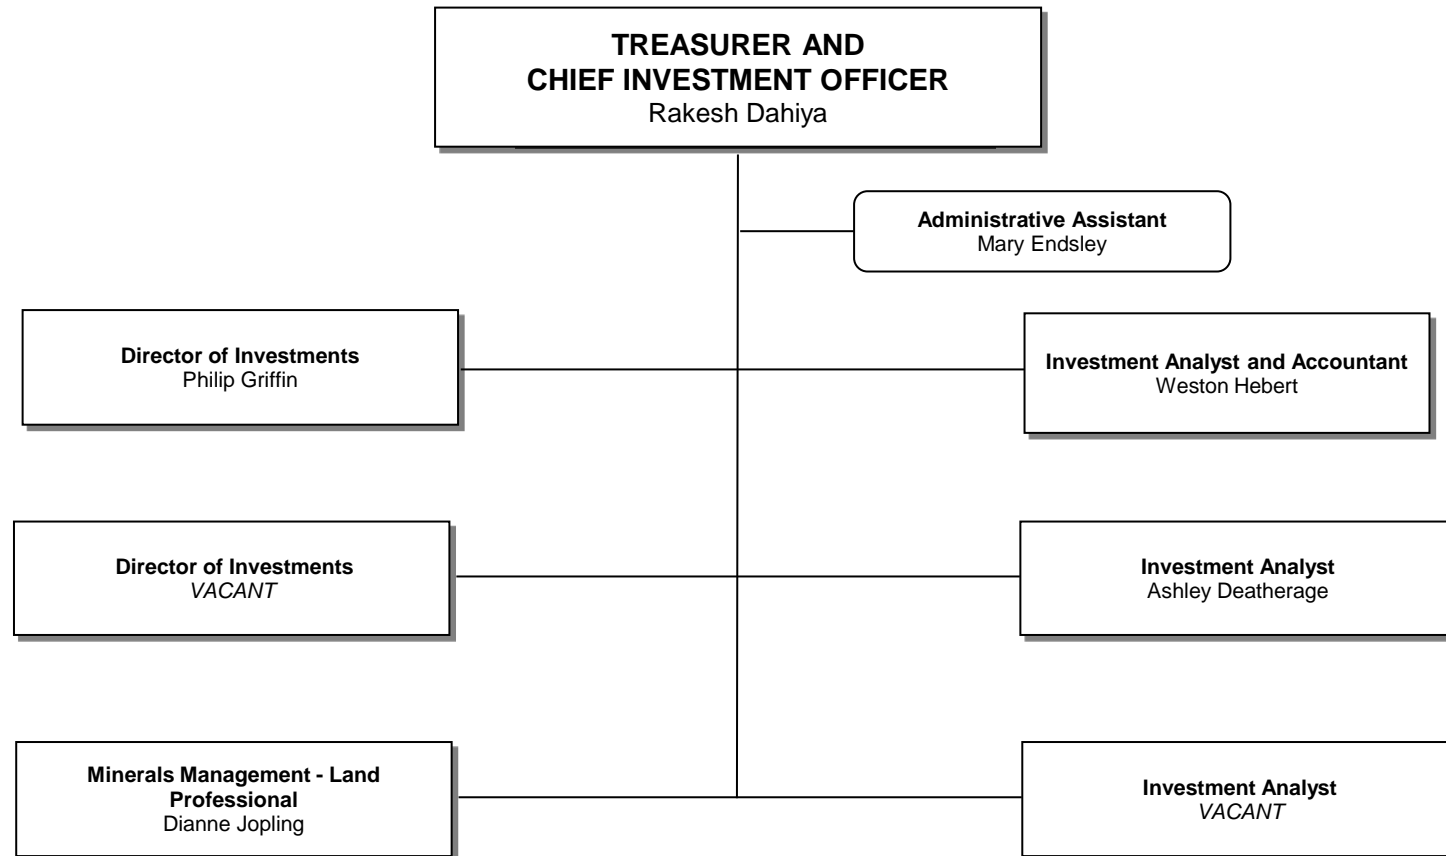 TREASURER AND
CHIEF INVESTMENT OFFICER
Rakesh Dahiya
Administrative Assistant
Mary Endsley
Director of Investments
Philip Griffin
Investment Analyst and Accountant
Weston Hebert
Director of Investments
VACANT
Investment Analyst
Ashley Deatherage
Minerals Management - Land
Professional
Dianne Jopling
Investment Analyst
VACANT